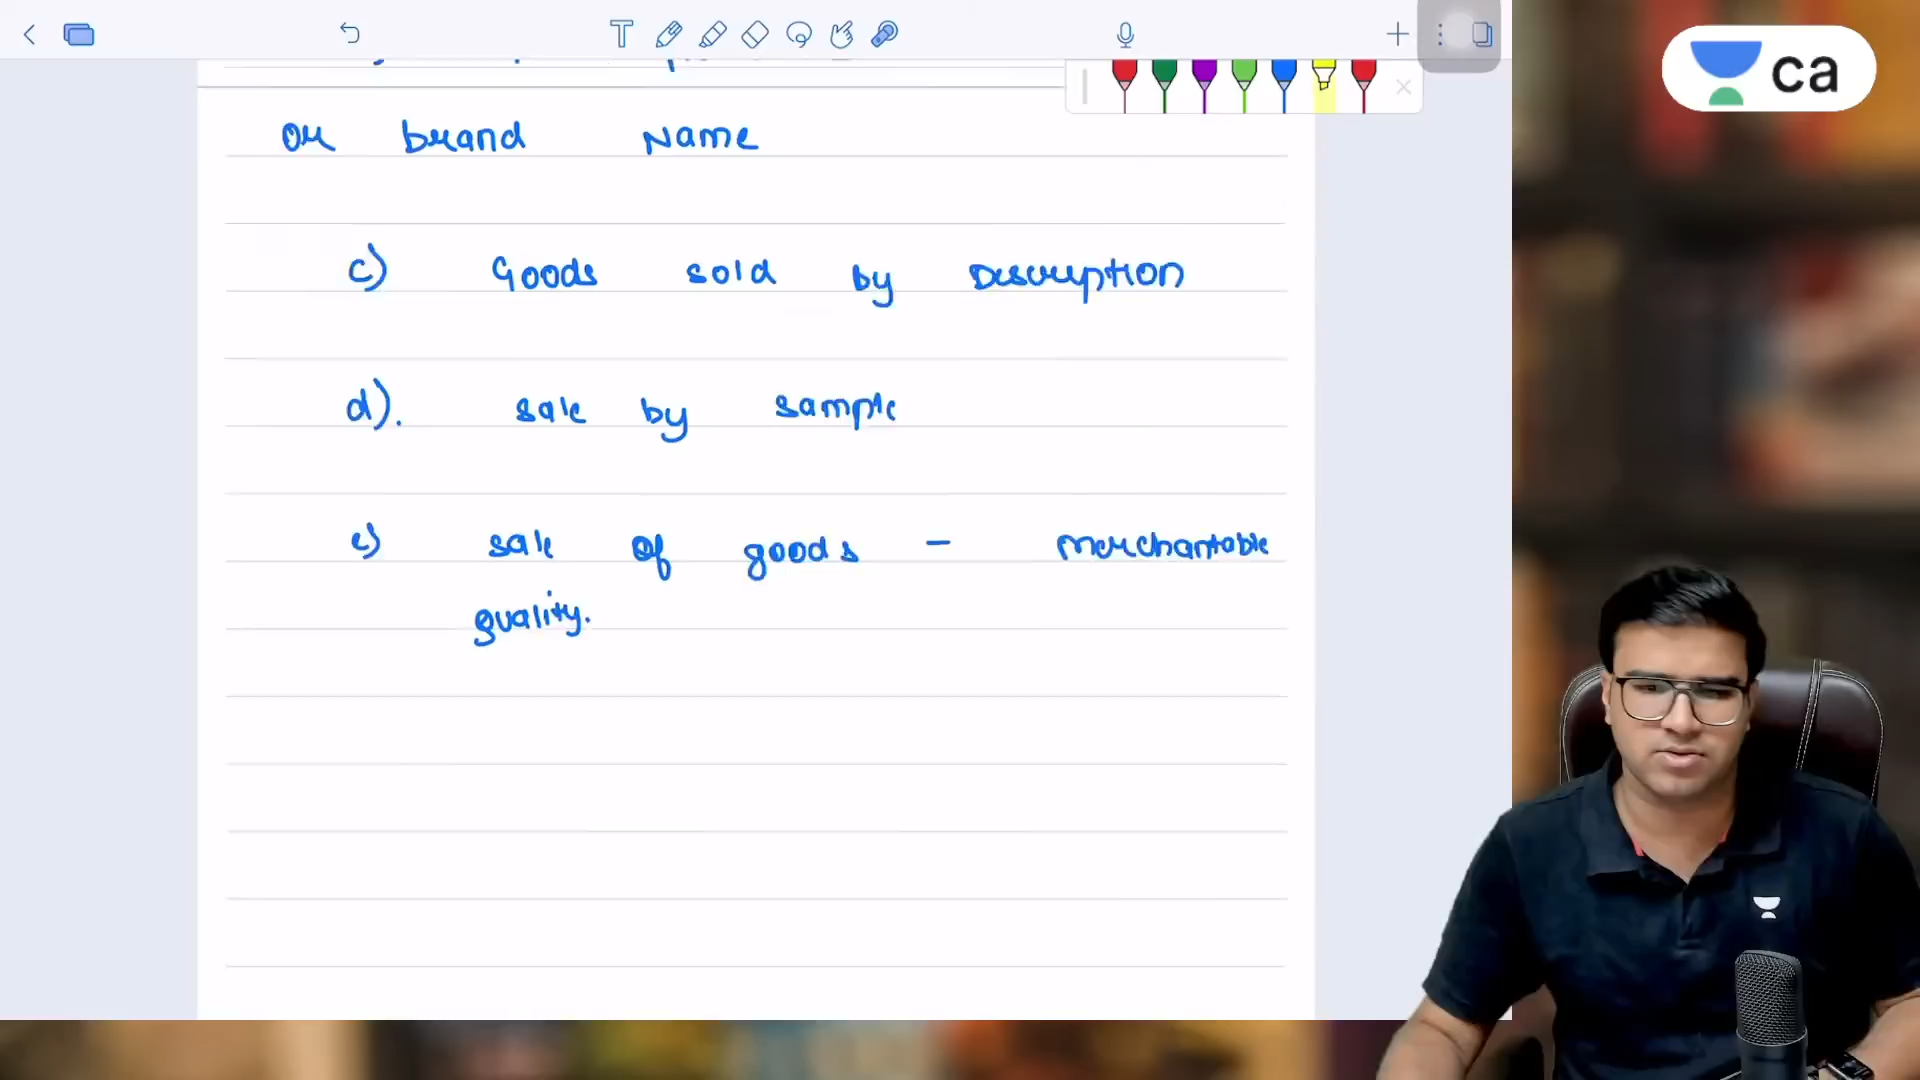 ca
or brand Name
c) Goods sold by Description
d). sale by sample
e) sale of goods - merchantable
quality.